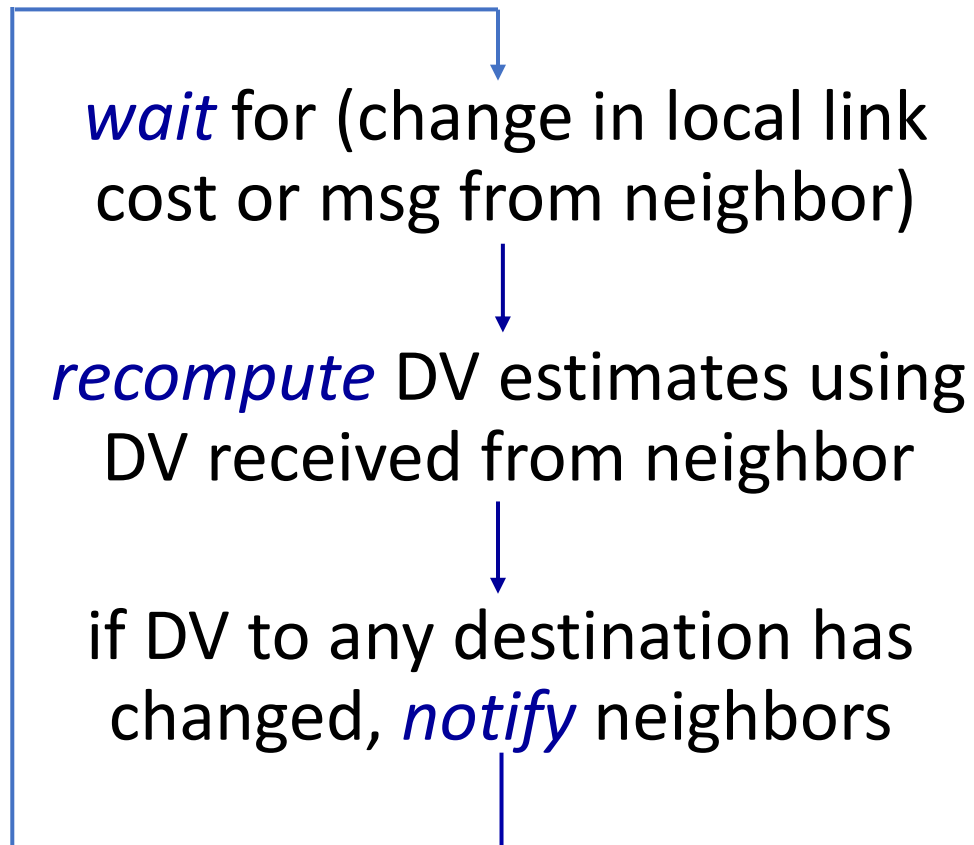 wait for (change in local link
cost or msg from neighbor)
recompute DV estimates using
DV received from neighbor
if DV to any destination has
changed, notify neighbors